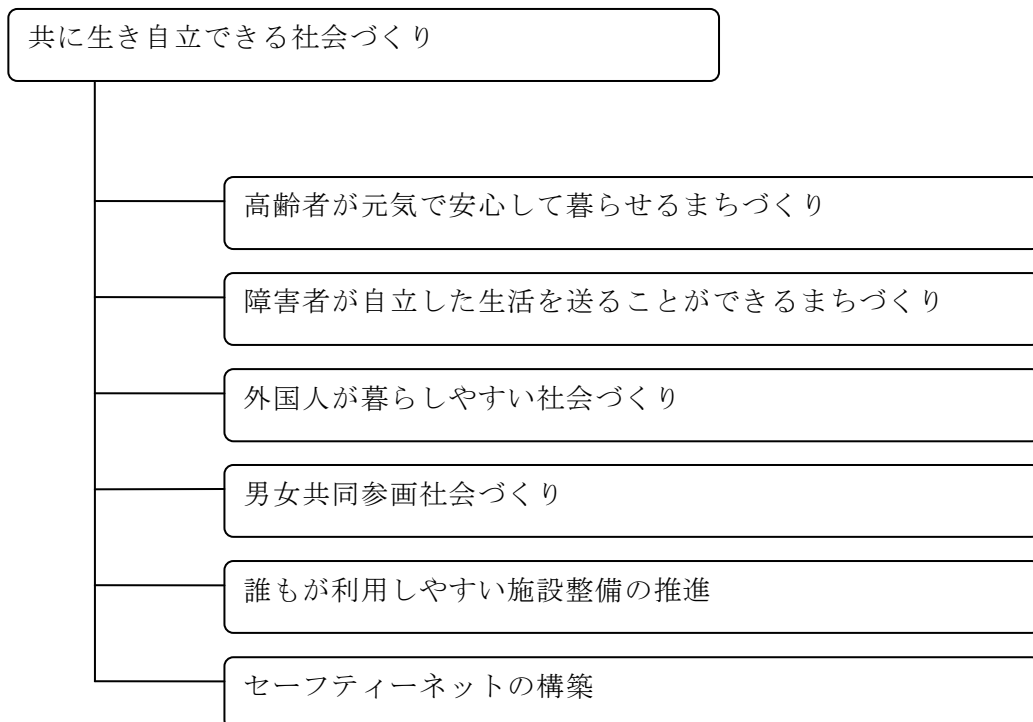 共に生き自立できる社会づくり
高齢者が元気で安心して暮らせるまちづくり
障害者が自立した生活を送ることができるまちづくり
外国人が暮らしやすい社会づくり
男女共同参画社会づくり
誰もが利用しやすい施設整備の推進
セーフティーネットの構築